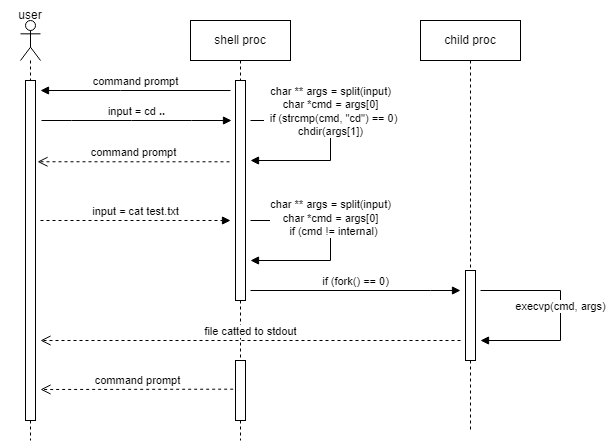 user
shell proc
child proc
command prompt
char ** args = split(input)
char *cmd = args[0]
if (strcmp(cmd, "cd") == 0)
chdir(args[1])
input = cd ..
command prompt
input = cat test.txt
char ** args = split(input)
char *cmd = args[0]
if (cmd != internal)
if (fork() == 0)
execvp(cmd, args)
file catted to stdout
command prompt